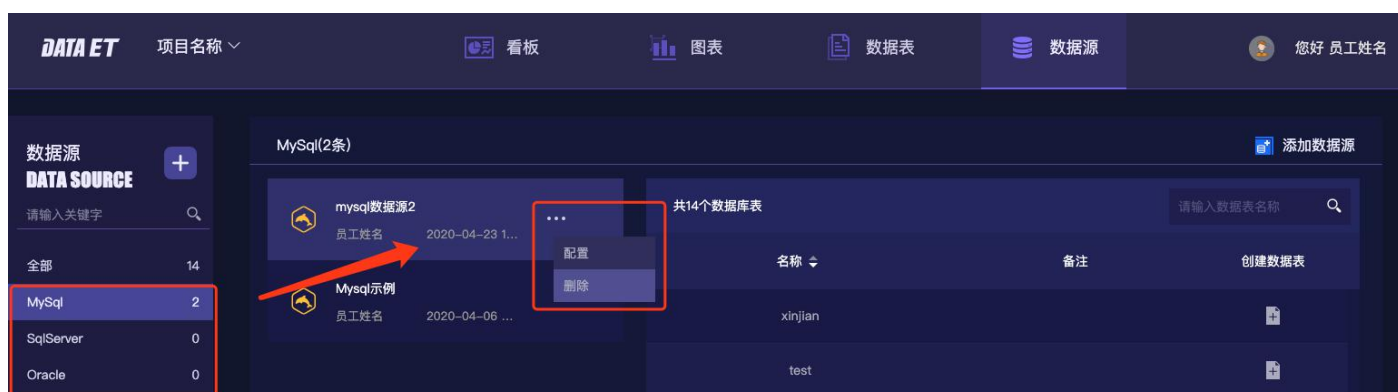 DATA ET 项目名称 看板 图表 数据表 数据源 您好 员工姓名
数据源
DATA SOURCE
请输入关键字
全部 14
MySql 2
SqlServer 0
Oracle 0
MySql(2条) 添加数据源
mysql数据源2
员工姓名 2020-04-23 1...
配置
删除
Mysql示例
员工姓名 2020-04-06 ...
共14个数据库表 请输入数据表名称
名称 备注 创建数据表
xinjian
test